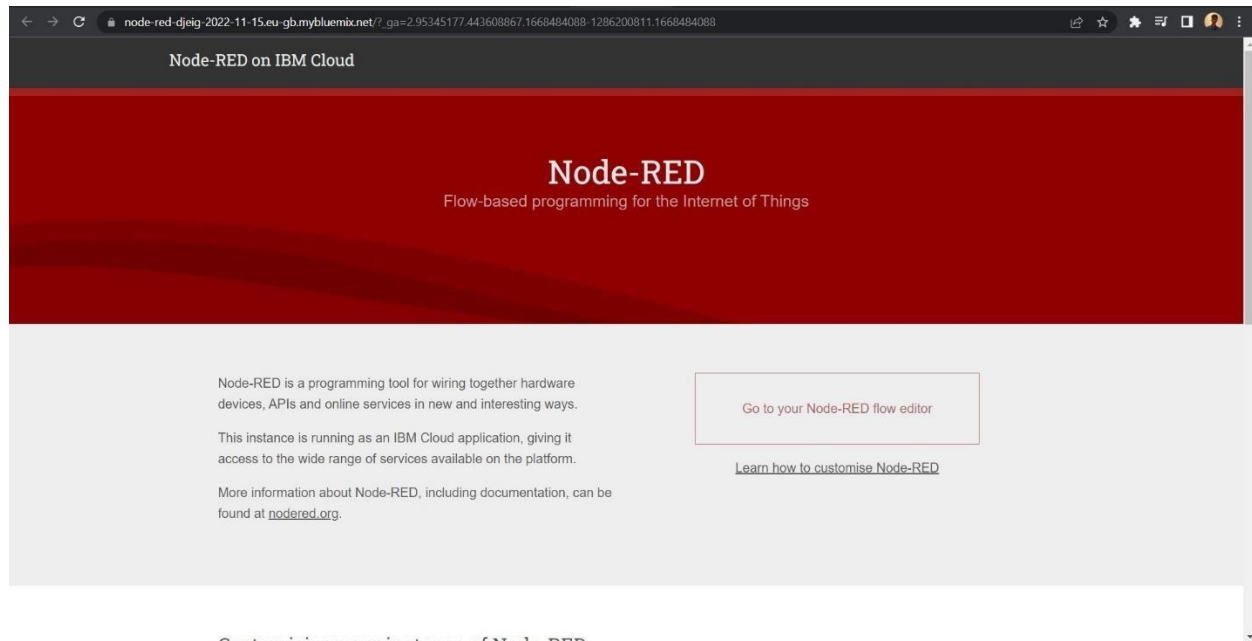 node-red-djeig-2022-11-15.eu-gb.mybluemix.net/?_ga=2.95345177.443608867.1668484088-1286200811.1668484088
Node-RED on IBM Cloud
Node-RED
Flow-based programming for the Internet of Things
Node-RED is a programming tool for wiring together hardware
devices, APIs and online services in new and interesting ways.
This instance is running as an IBM Cloud application, giving it
access to the wide range of services available on the platform.
More information about Node-RED, including documentation, can be
found at nodered.org.
Go to your Node-RED flow editor
Learn how to customise Node-RED
of Node-RED